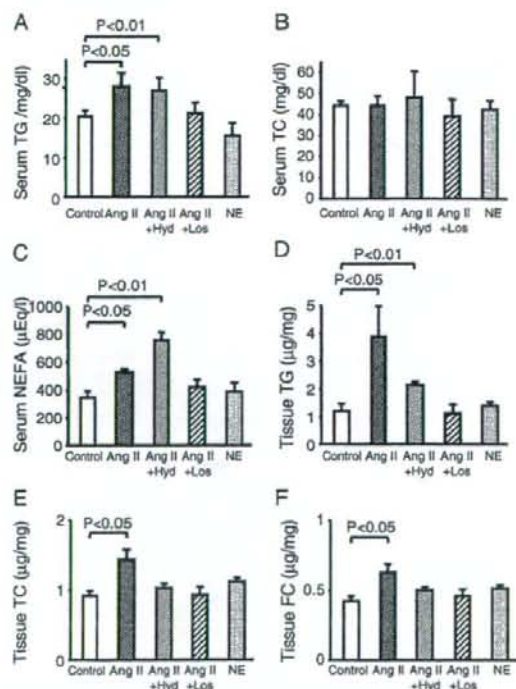 A
P<0.01
P<0.05
Serum TG /mg/dl)
30
20
10
0
Control Ang II Ang II +Hyd Ang II +Los NE
B
Serum TC (mg/dl)
60
50
40
30
20
10
0
Control Ang II Ang II +Hyd Ang II +Los NE
C
P<0.01
P<0.05
Serum NEFA (μEq/l)
1000
800
600
400
200
0
Control Ang II Ang II +Hyd Ang II +Los NE
D
P<0.01
P<0.05
Tissue TG (μg/mg)
5
4
3
2
1
0
Control Ang II Ang II +Hyd Ang II +Los NE
E
P<0.05
Tissue TC (μg/mg)
2
1
0
Control Ang II Ang II +Hyd Ang II +Los NE
F
P<0.05
Tissue FC (μg/mg)
1
0.5
0
Control Ang II Ang II +Hyd Ang II +Los NE